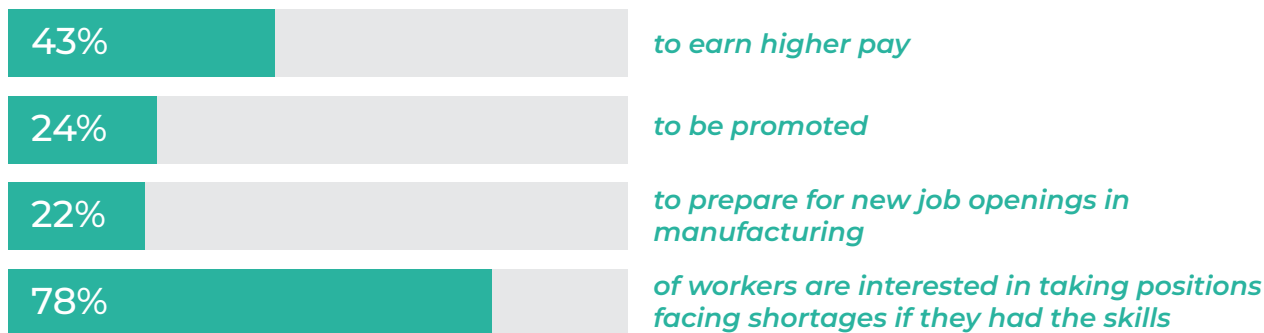 43%
to earn higher pay
24%
to be promoted
22%
to prepare for new job openings in
manufacturing
78%
of workers are interested in taking positions
facing shortages if they had the skills